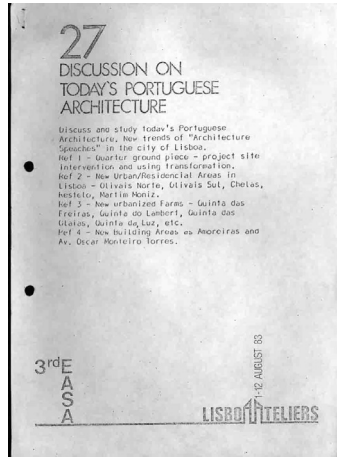 27
DISCUSSION ON
TODAY'S PORTUGUESE
ARCHITECTURE
Discuss and study today's Portuguese
Architecture, New trends of "Architecture
Speaches" in the city of Lisboa.
Ref 1 - Quarter ground piece - project site
intervention and using transformation.
Ref 2 - New Urban/Residencial Areas in
Lisboa - Olivais Norte, Olivais Sul, Chelas,
Restelo, Martim Moniz.
Ref 3 - New urbanized Farms - Quinta das
Freiras, Quinta do Lambert, Quinta das
Olaias, Quinta da Luz, etc.
Ref 4 - New building Areas as Amoreiras and
Av. Oscar Monteiro Torres.
3rd EASA
1-12 AUGUST 83
LISBOA ATELIERS